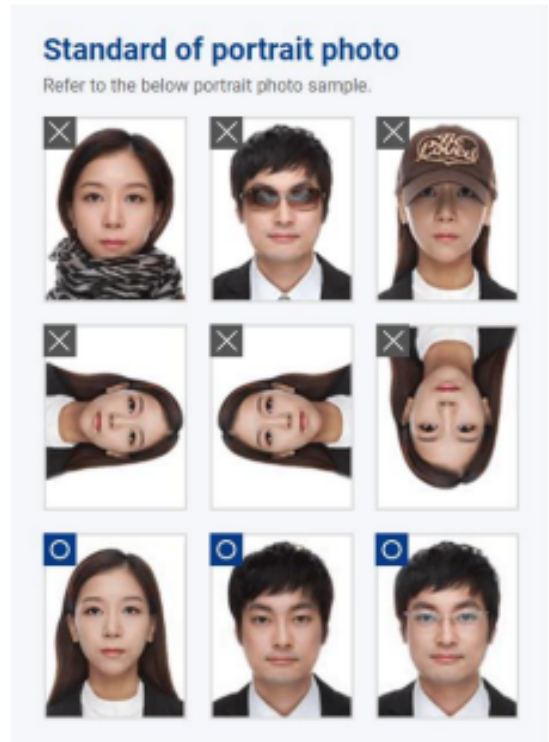 Standard of portrait photo
Refer to the below portrait photo sample.